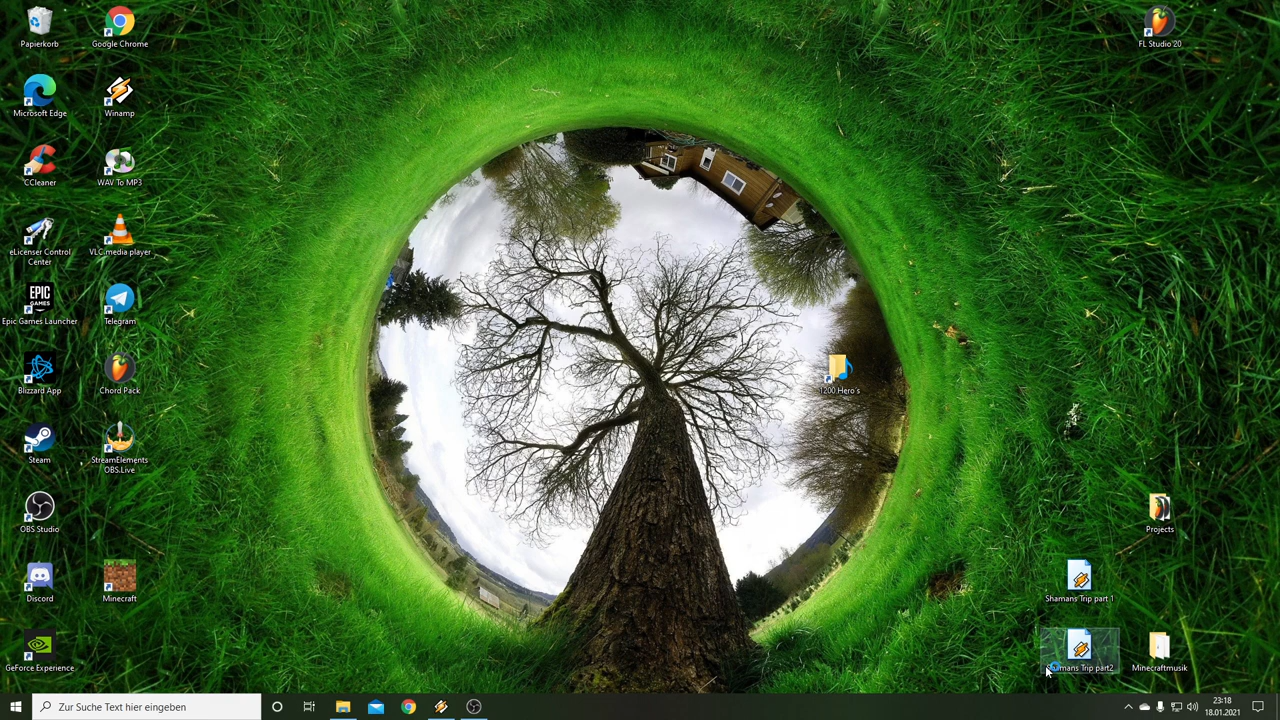 Papierkorb
Google Chrome
FL Studio 20
Microsoft Edge
Winamp
CCleaner
WAV To MP3
eLicenser Control
Center
VLC media player
EPIC
GAMES
Epic Games Launcher
Telegram
Blizzard App
Chord Pack
1200 Hero's
Steam
StreamElements
OBS.Live
OBS Studio
Projects
Discord
Minecraft
Shamans Trip part 1
GeForce Experience
Shamans Trip part2
Minecraftmusik
Zur Suche Text hier eingeben
23:18
18.01.2021